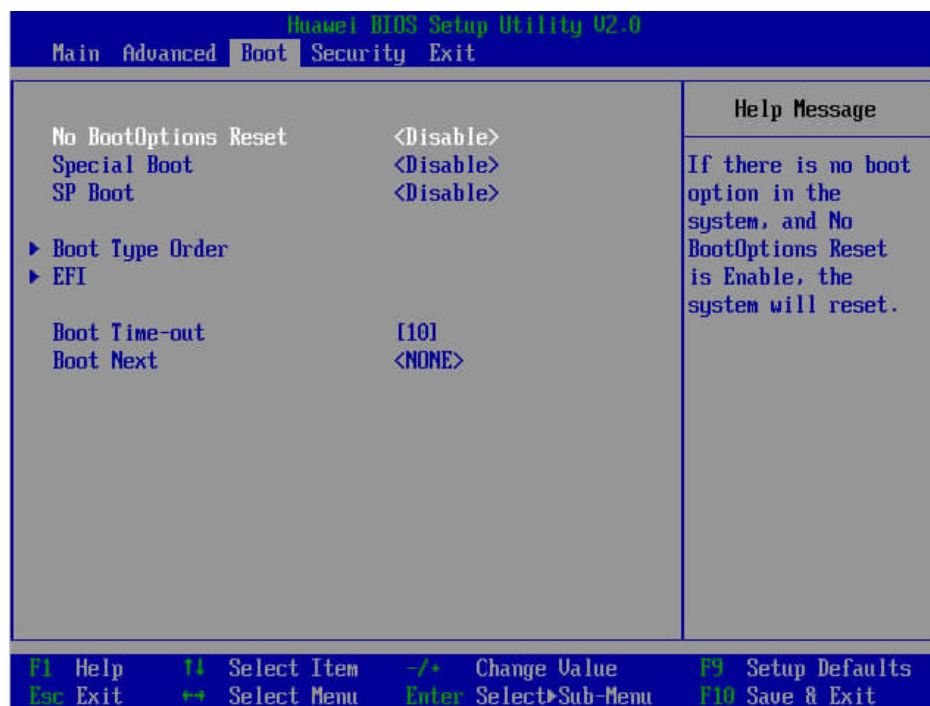 Huawei BIOS Setup Utility V2.0
Main Advanced Boot Security Exit
No BootOptions Reset <Disable>
Special Boot <Disable>
SP Boot <Disable>
▶ Boot Type Order
▶ EFI
Boot Time-out [10]
Boot Next <NONE>
Help Message
If there is no boot
option in the
system, and No
BootOptions Reset
is Enable, the
system will reset.
F1 Help ↑↓ Select Item -/+ Change Value F9 Setup Defaults
Esc Exit ←→ Select Menu Enter Select▶Sub-Menu F10 Save & Exit